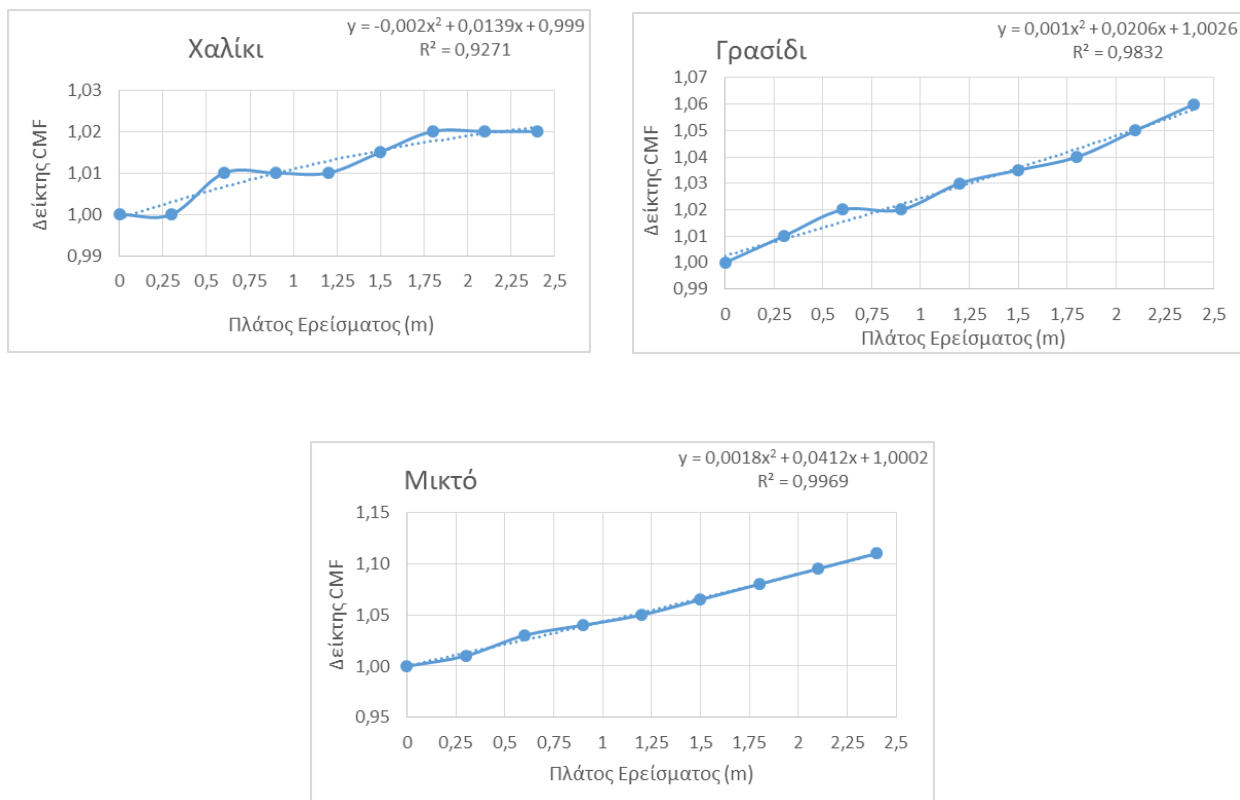 Χαλίκι
y = -0,002x² + 0,0139x + 0,999
R² = 0,9271
Δείκτης CMF
1,03
1,02
1,01
1,00
0,99
0 0,25 0,5 0,75 1 1,25 1,5 1,75 2 2,25 2,5
Πλάτος Ερείσματος (m)
Γρασίδι
y = 0,001x² + 0,0206x + 1,0026
R² = 0,9832
Δείκτης CMF
1,07
1,06
1,05
1,04
1,03
1,02
1,01
1,00
0,99
0 0,25 0,5 0,75 1 1,25 1,5 1,75 2 2,25 2,5
Πλάτος Ερείσματος (m)
Μικτό
y = 0,0018x² + 0,0412x + 1,0002
R² = 0,9969
Δείκτης CMF
1,15
1,10
1,05
1,00
0,95
0 0,25 0,5 0,75 1 1,25 1,5 1,75 2 2,25 2,5
Πλάτος Ερείσματος (m)